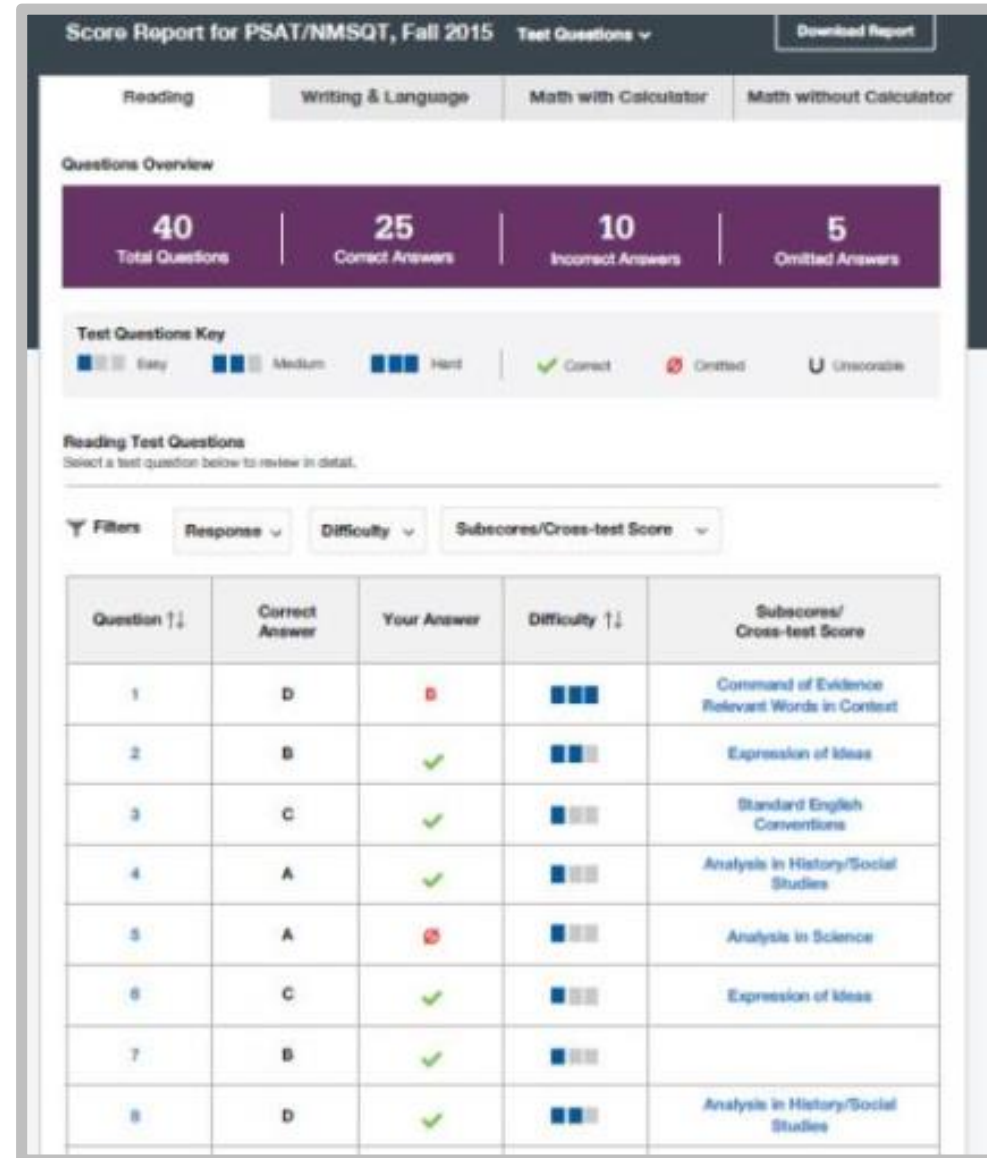 Score Report for PSAT/NMSQT, Fall 2015 Test Questions Download Report
Reading Writing & Language Math with Calculator Math without Calculator
Questions Overview
40 25 10 5
Total Questions Correct Answers Incorrect Answers Omitted Answers
Test Questions Key
Easy Medium Hard Correct Omitted U Unscorable
Reading Test Questions
Select a test question below to review in detail.
Filters Response Difficulty Subscores/Cross-test Score
Question ↑↓ Correct Answer Your Answer Difficulty ↑↓ Subscores/ Cross-test Score
1 D B Command of Evidence
Relevant Words in Context
2 B Expression of Ideas
3 C Standard English
Conventions
4 A Analysis in History/Social
Studies
5 A Analysis in Science
6 C Expression of Ideas
7 B
8 D Analysis in History/Social
Studies